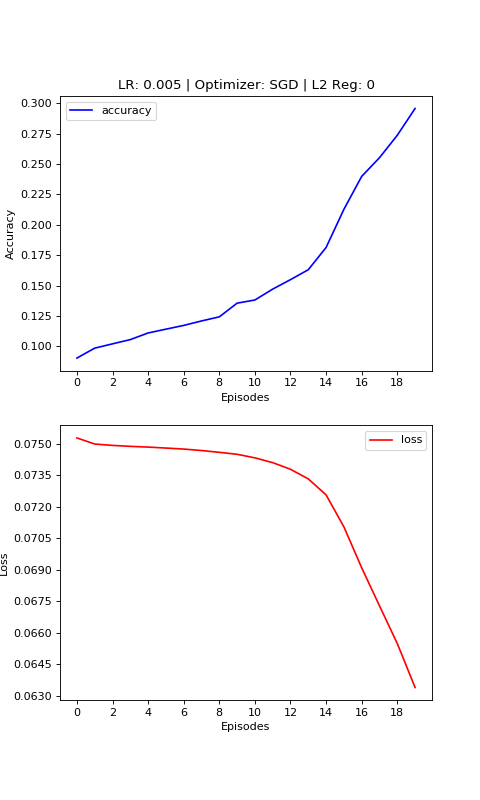 LR: 0.005 | Optimizer: SGD | L2 Reg: 0
accuracy
0.300
0.275
0.250
0.225
0.200
0.175
0.150
0.125
0.100
Accuracy
0 2 4 6 8 10 12 14 16 18
Episodes
loss
0.0750
0.0735
0.0720
0.0705
0.0690
0.0675
0.0660
0.0645
0.0630
Loss
0 2 4 6 8 10 12 14 16 18
Episodes